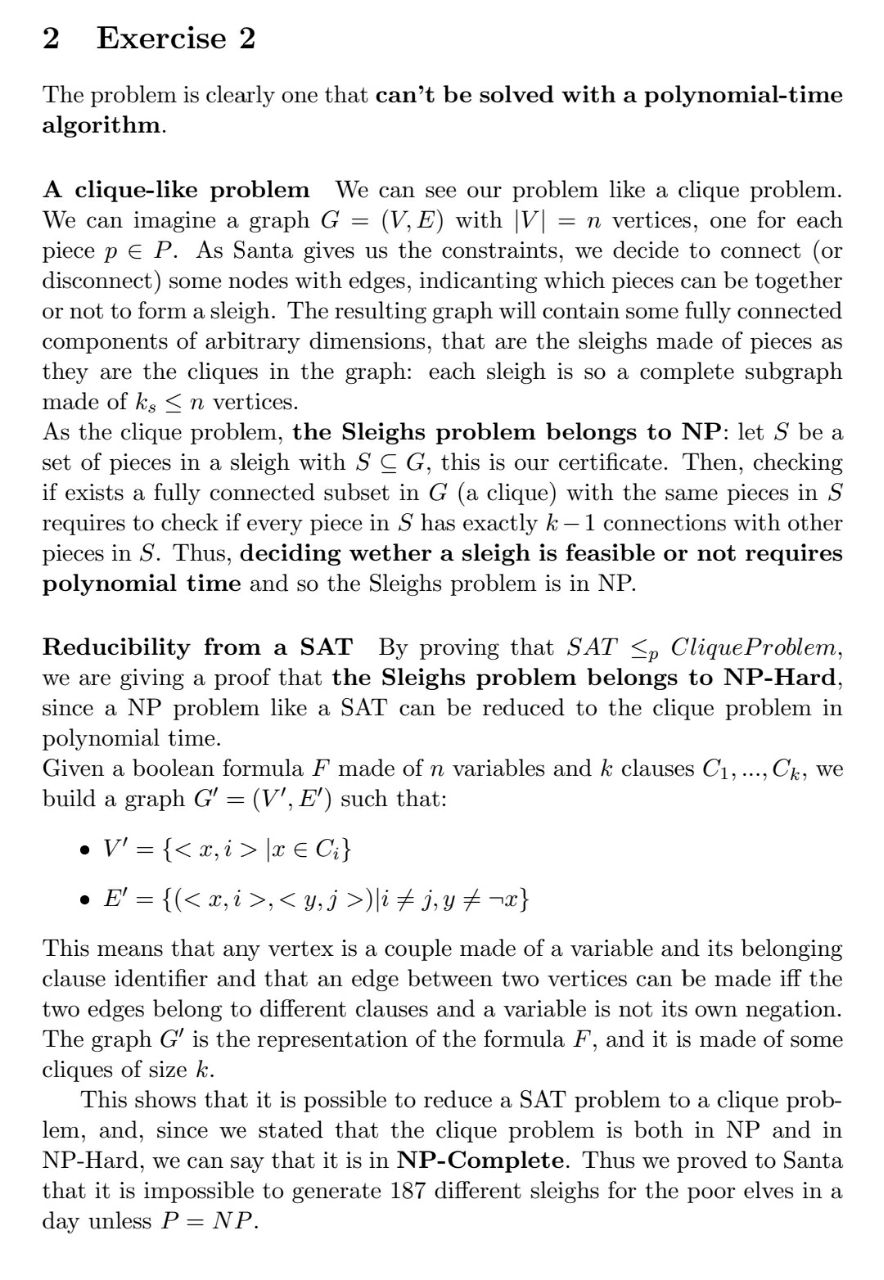 2 Exercise 2
The problem is clearly one that can't be solved with a polynomial-time
algorithm.
A clique-like problem We can see our problem like a clique problem.
We can imagine a graph G = (V, E) with |V| = n vertices, one for each
piece p ∈ P. As Santa gives us the constraints, we decide to connect (or
disconnect) some nodes with edges, indicanting which pieces can be together
or not to form a sleigh. The resulting graph will contain some fully connected
components of arbitrary dimensions, that are the sleighs made of pieces as
they are the cliques in the graph: each sleigh is so a complete subgraph
made of kₛ ≤ n vertices.
As the clique problem, the Sleighs problem belongs to NP: let S be a
set of pieces in a sleigh with S ⊆ G, this is our certificate. Then, checking
if exists a fully connected subset in G (a clique) with the same pieces in S
requires to check if every piece in S has exactly k − 1 connections with other
pieces in S. Thus, deciding wether a sleigh is feasible or not requires
polynomial time and so the Sleighs problem is in NP.
Reducibility from a SAT By proving that SAT ≤ₚ CliqueProblem,
we are giving a proof that the Sleighs problem belongs to NP-Hard,
since a NP problem like a SAT can be reduced to the clique problem in
polynomial time.
Given a boolean formula F made of n variables and k clauses C₁, ..., Cₖ, we
build a graph G′ = (V′, E′) such that:
• V′ = {< x, i > |x ∈ Cᵢ}
• E′ = {(< x, i >, < y, j >)|i ≠ j, y ≠ ¬x}
This means that any vertex is a couple made of a variable and its belonging
clause identifier and that an edge between two vertices can be made iff the
two edges belong to different clauses and a variable is not its own negation.
The graph G′ is the representation of the formula F, and it is made of some
cliques of size k.
This shows that it is possible to reduce a SAT problem to a clique prob-
lem, and, since we stated that the clique problem is both in NP and in
NP-Hard, we can say that it is in NP-Complete. Thus we proved to Santa
that it is impossible to generate 187 different sleighs for the poor elves in a
day unless P = NP.